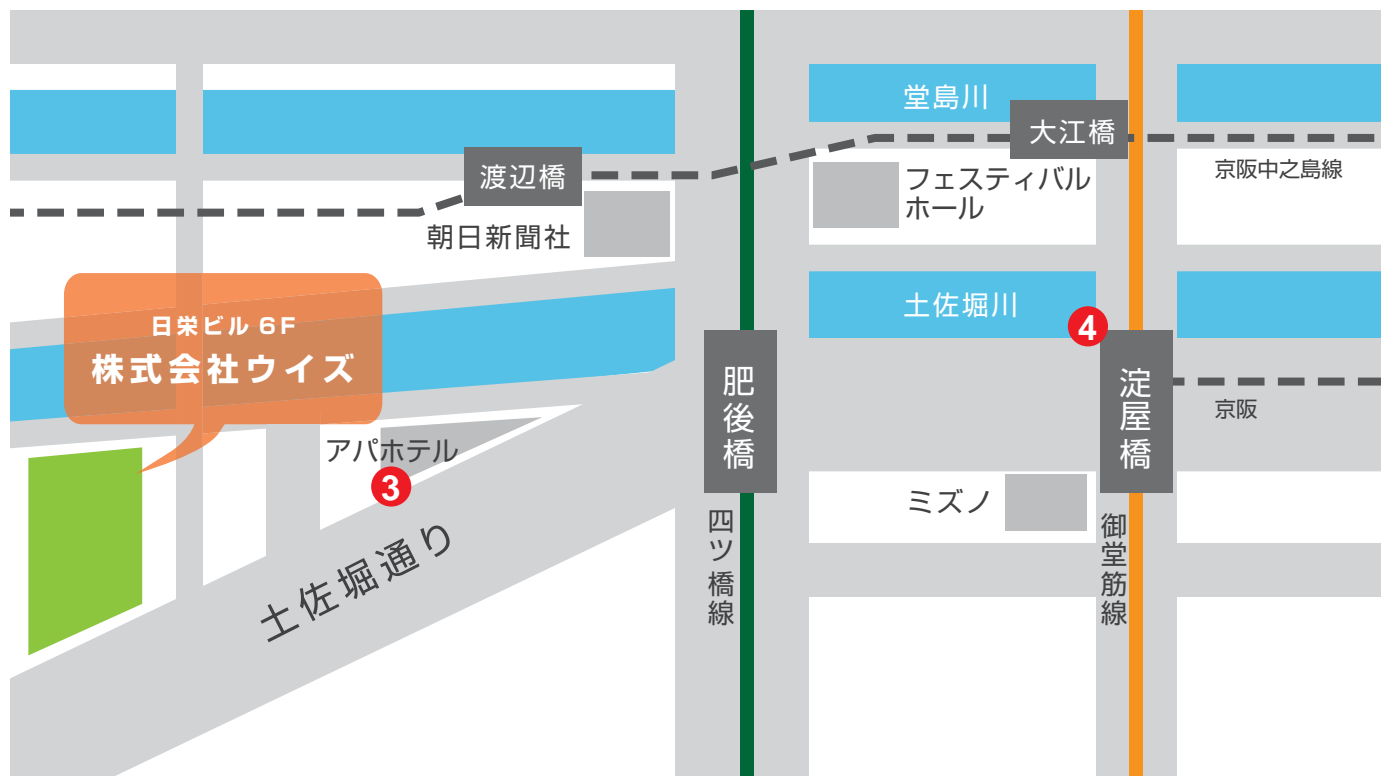 堂島川
大江橋
京阪中之島線
渡辺橋
フェスティバル
ホール
朝日新聞社
日栄ビル 6F
株式会社ウイズ
土佐堀川
4
肥後橋
淀屋橋
京阪
アパホテル
3
ミズノ
四ツ橋線
御堂筋線
土佐堀通り